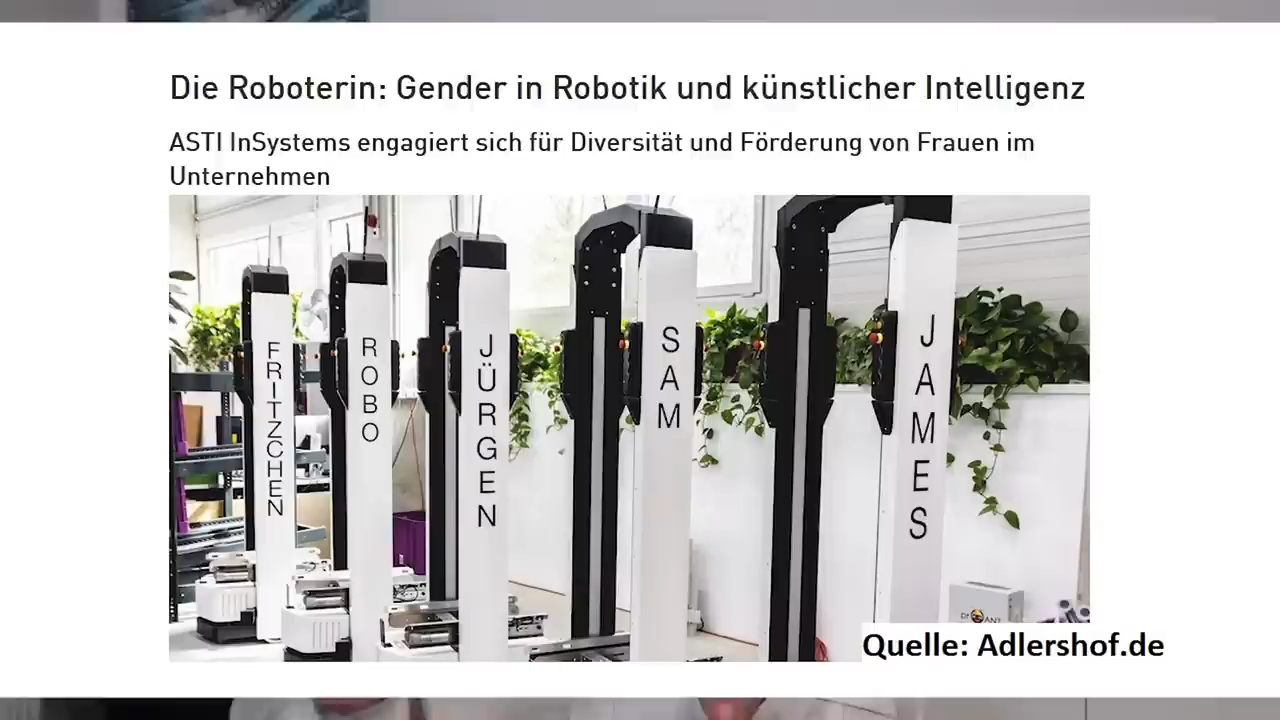 Die Roboterin: Gender in Robotik und künstlicher Intelligenz
ASTI InSystems engagiert sich für Diversität und Förderung von Frauen im
Unternehmen
FRITZCHEN
ROBO
JÜRGEN
SAM
JAMES
Quelle: Adlershof.de